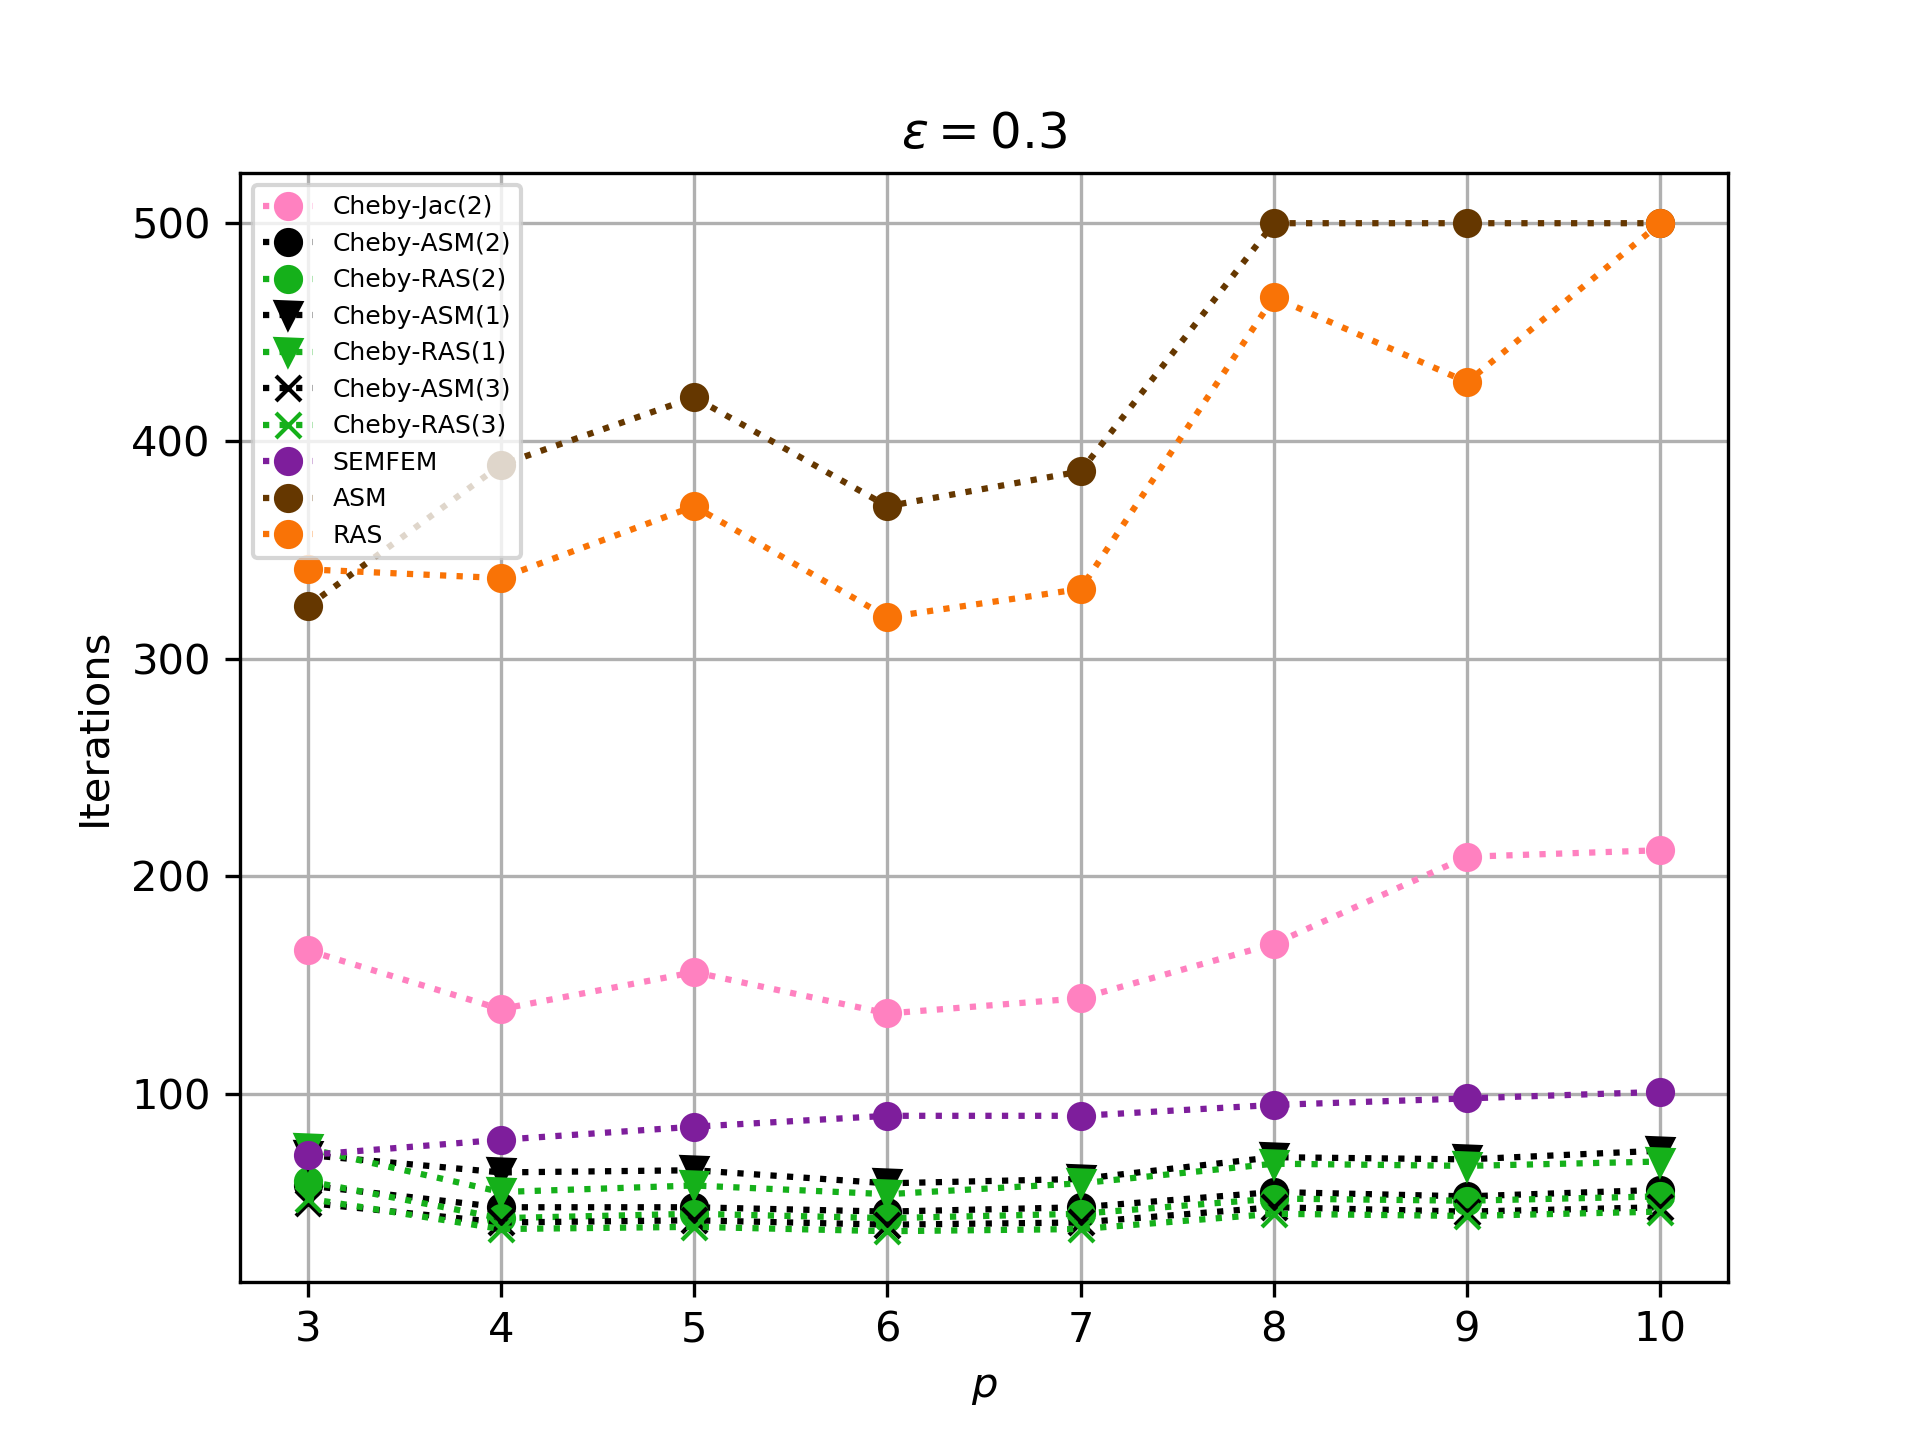 ε = 0.3
500
400
300
200
100
Iterations
Cheby-Jac(2)
Cheby-ASM(2)
Cheby-RAS(2)
Cheby-ASM(1)
Cheby-RAS(1)
Cheby-ASM(3)
Cheby-RAS(3)
SEMFEM
ASM
RAS
3 4 5 6 7 8 9 10
p